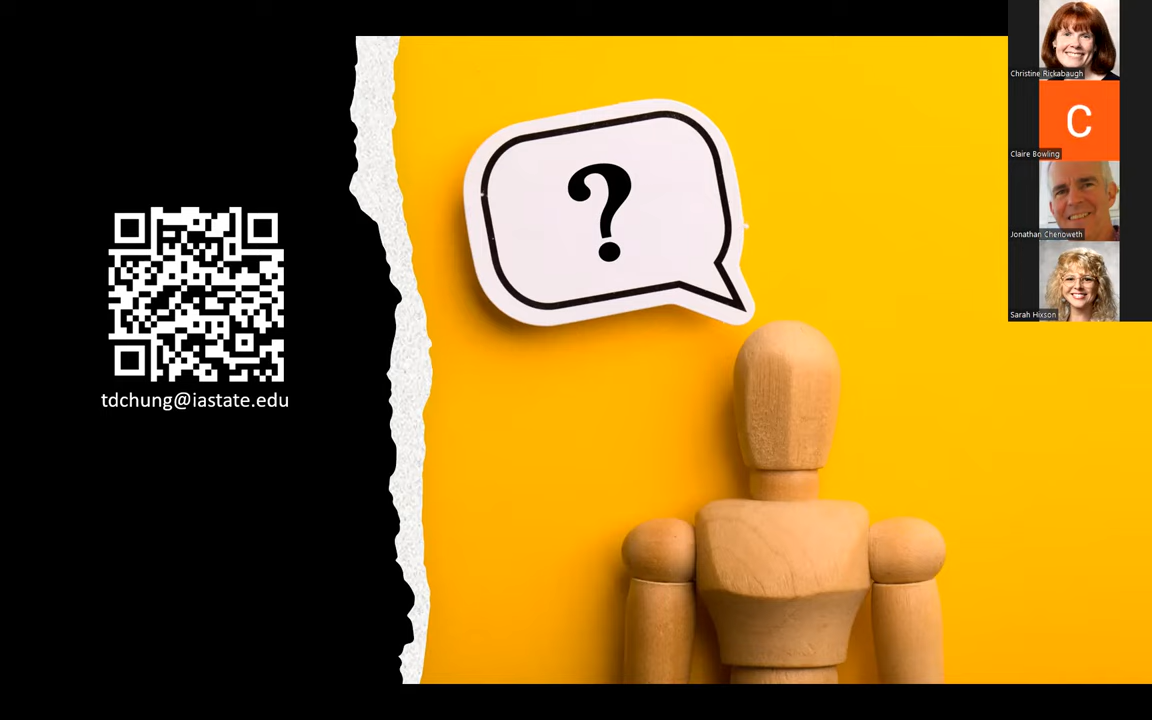 ?
tdchung@iastate.edu
Christine Rickabaugh
C
Claire Bowling
Jonathan Chenoweth
Sarah Hixson